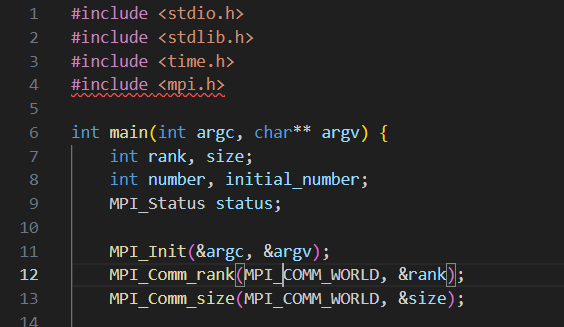 1 #include <stdio.h>
2 #include <stdlib.h>
3 #include <time.h>
4 #include <mpi.h>
5
6 int main(int argc, char** argv) {
7     int rank, size;
8     int number, initial_number;
9     MPI_Status status;
10
11     MPI_Init(&argc, &argv);
12     MPI_Comm_rank(MPI_COMM_WORLD, &rank);
13     MPI_Comm_size(MPI_COMM_WORLD, &size);
14